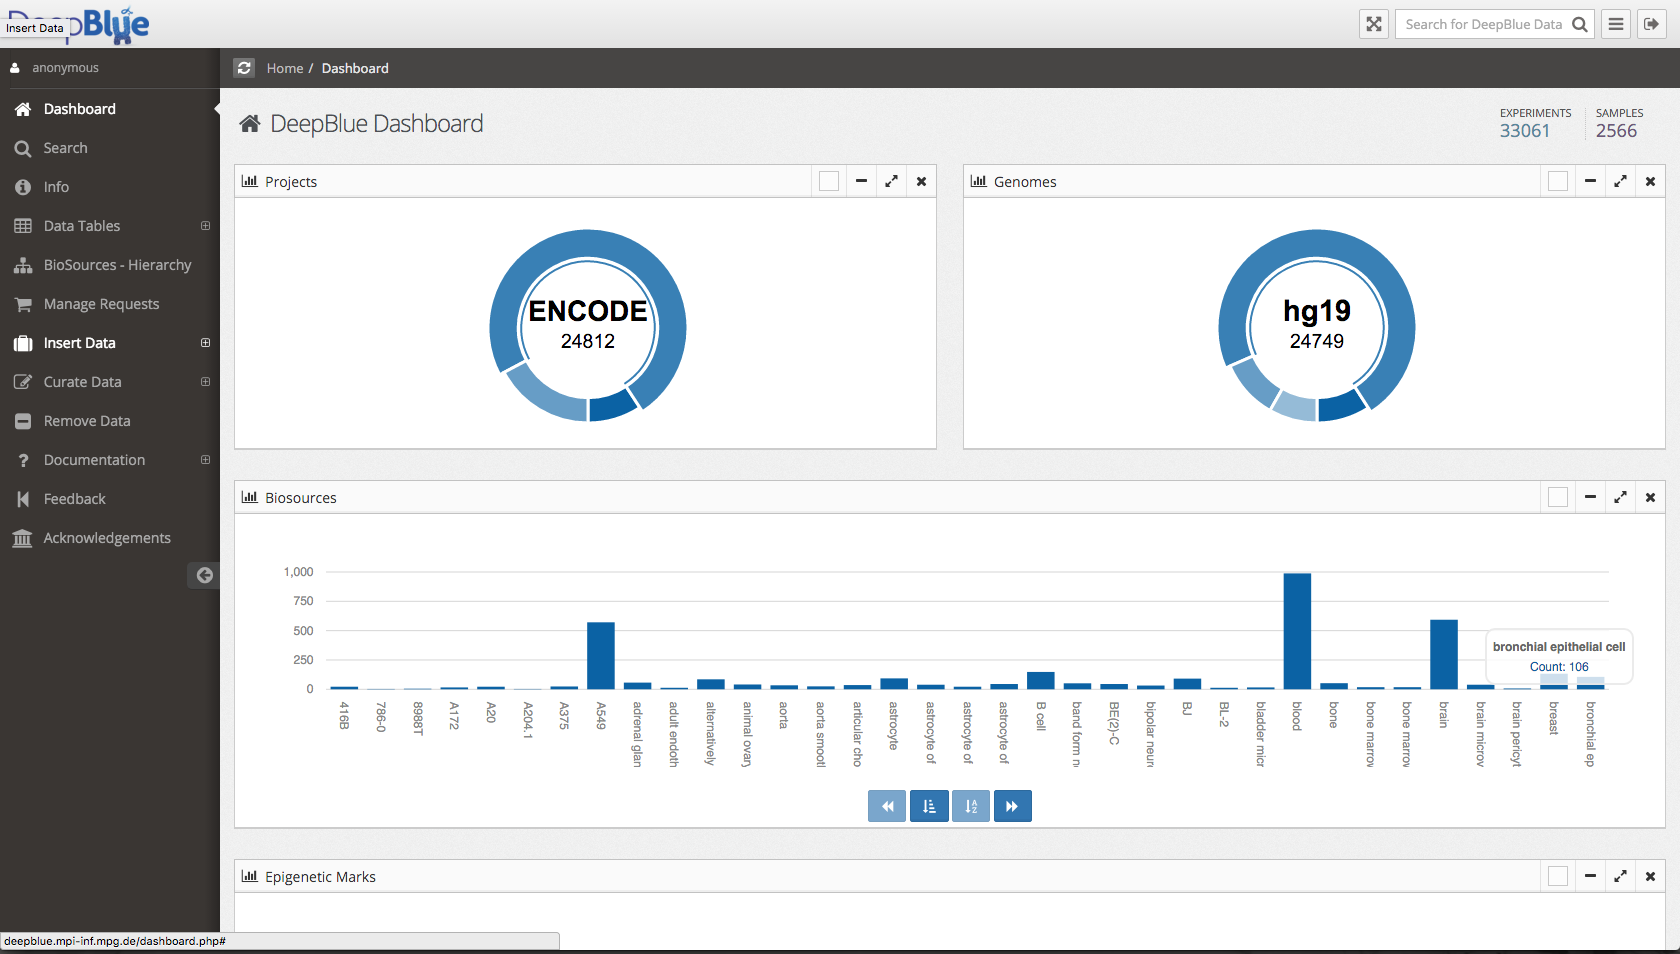 DeepBlue
Insert Data
Search for DeepBlue Data
anonymous
Home / Dashboard
Dashboard
Search
Info
Data Tables
BioSources - Hierarchy
Manage Requests
Insert Data
Curate Data
Remove Data
Documentation
Feedback
Acknowledgements
DeepBlue Dashboard
EXPERIMENTS
33061
SAMPLES
2566
Projects
ENCODE
24812
Genomes
hg19
24749
Biosources
1,000
750
500
250
0
bronchial epithelial cell
Count: 106
416B
786-0
8988T
A172
A20
A204.1
A375
A549
adrenal glan
adult endoth
alternatively
animal ovary
aorta
aorta smootl
articular cho
astrocyte
astrocyte of
astrocyte of
astrocyte of
B cell
band form n
BE(2)-C
bipolar neuro
BJ
BL-2
bladder micr
blood
bone
bone marrow
bone marrow
brain
brain microv
brain pericyt
breast
bronchial ep
Epigenetic Marks
deepblue.mpi-inf.mpg.de/dashboard.php#